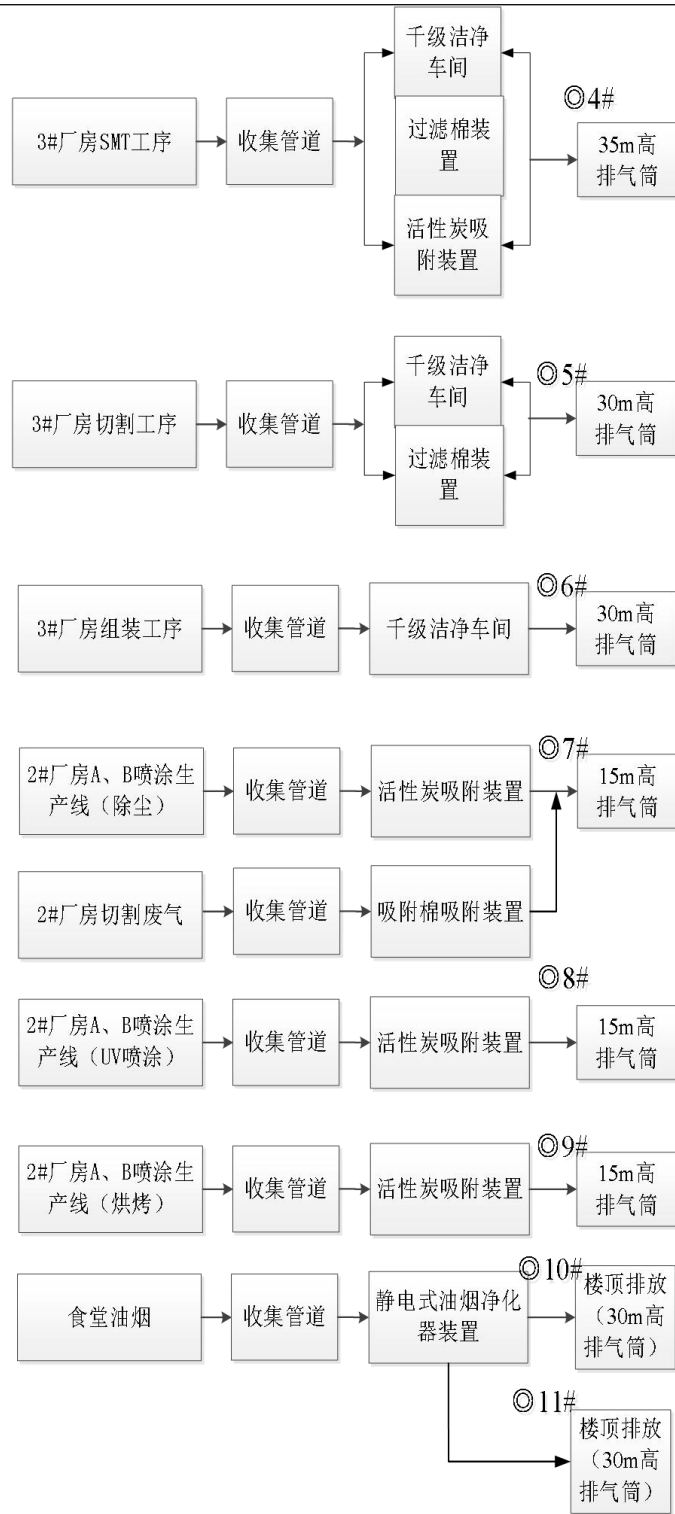 千级洁净
车间
◎4#
3#厂房SMT工序
收集管道
过滤棉装
置
35m高
排气筒
活性炭吸
附装置
千级洁净
车间
◎5#
3#厂房切割工序
收集管道
30m高
排气筒
过滤棉装
置
◎6#
3#厂房组装工序
收集管道
千级洁净车间
30m高
排气筒
◎7#
2#厂房A、B喷涂生
产线（除尘）
收集管道
活性炭吸附装置
15m高
排气筒
2#厂房切割废气
收集管道
吸附棉吸附装置
◎8#
2#厂房A、B喷涂生
产线（UV喷涂）
收集管道
活性炭吸附装置
15m高
排气筒
◎9#
2#厂房A、B喷涂生
产线（烘烤）
收集管道
活性炭吸附装置
15m高
排气筒
◎10#
食堂油烟
收集管道
静电式油烟净化
器装置
楼顶排放
（30m高
排气筒）
◎11#
楼顶排放
（30m高
排气筒）